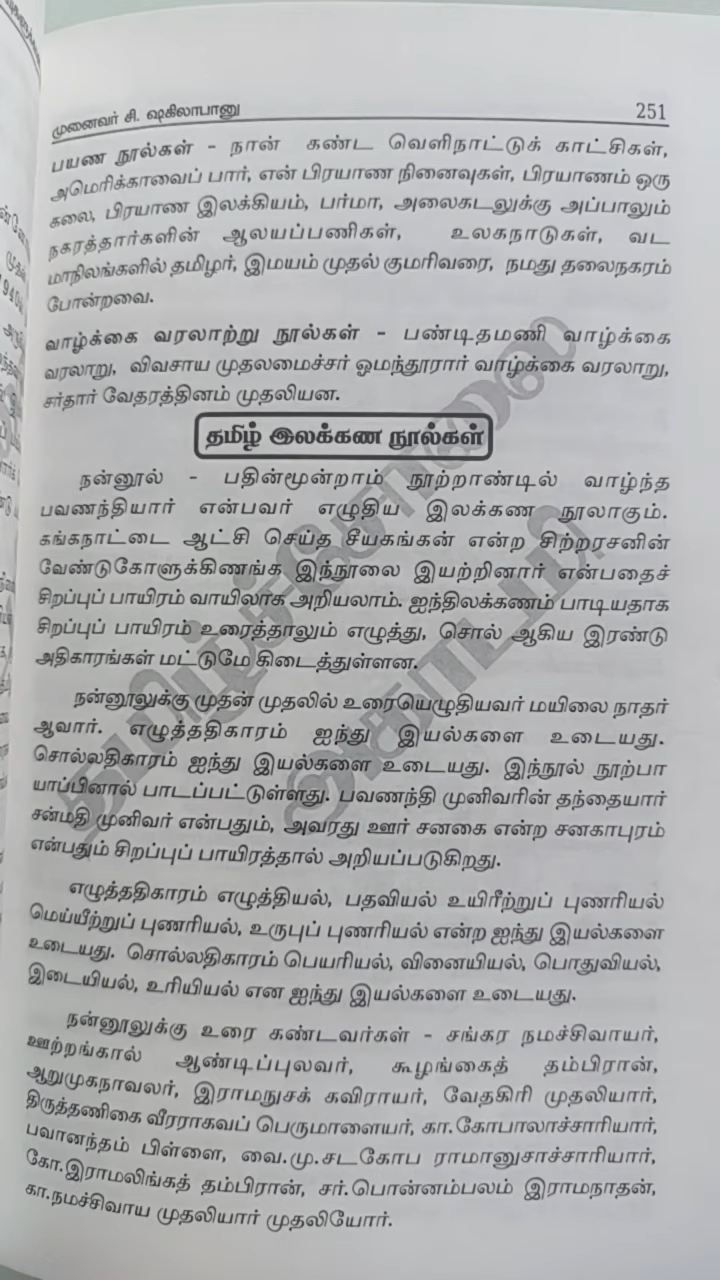 முனைவர் சி. ஷகிலாபானு 251
பயண நூல்கள் - நான் கண்ட வெளிநாட்டுக் காட்சிகள்,
அமெரிக்காவைப் பார், என் பிரயாண நினைவுகள், பிரயாணம் ஒரு
கலை, பிரயாண இலக்கியம், பர்மா, அலைகடலுக்கு அப்பாலும்
நகரத்தார்களின் ஆலயப்பணிகள், உலகநாடுகள், வட
மாநிலங்களில் தமிழர், இமயம் முதல் குமரிவரை, நமது தலைநகரம்
போன்றவை.
வாழ்க்கை வரலாற்று நூல்கள் - பண்டிதமணி வாழ்க்கை
வரலாறு, விவசாய முதலமைச்சர் ஓமந்தூரார் வாழ்க்கை வரலாறு,
சர்தார் வேதரத்தினம் முதலியன.
தமிழ் இலக்கண நூல்கள்
நன்னூல் - பதின்மூன்றாம் நூற்றாண்டில் வாழ்ந்த
பவணந்தியார் என்பவர் எழுதிய இலக்கண நூலாகும்.
கங்கநாட்டை ஆட்சி செய்த சீயகங்கன் என்ற சிற்றரசனின்
வேண்டுகோளுக்கிணங்க இந்நூலை இயற்றினார் என்பதைச்
சிறப்புப் பாயிரம் வாயிலாக அறியலாம். ஐந்திலக்கணம் பாடியதாக
சிறப்புப் பாயிரம் உரைத்தாலும் எழுத்து, சொல் ஆகிய இரண்டு
அதிகாரங்கள் மட்டுமே கிடைத்துள்ளன.
நன்னூலுக்கு முதன் முதலில் உரையெழுதியவர் மயிலை நாதர்
ஆவார். எழுத்ததிகாரம் ஐந்து இயல்களை உடையது.
சொல்லதிகாரம் ஐந்து இயல்களை உடையது. இந்நூல் நூற்பா
யாப்பினால் பாடப்பட்டுள்ளது. பவணந்தி முனிவரின் தந்தையார்
சன்மதி முனிவர் என்பதும், அவரது ஊர் சனகை என்ற சனகாபுரம்
என்பதும் சிறப்புப் பாயிரத்தால் அறியப்படுகிறது.
எழுத்ததிகாரம் எழுத்தியல், பதவியல் உயிரீற்றுப் புணரியல்
மெய்யீற்றுப் புணரியல், உருபுப் புணரியல் என்ற ஐந்து இயல்களை
உடையது. சொல்லதிகாரம் பெயரியல், வினையியல், பொதுவியல்,
இடையியல், உரியியல் என ஐந்து இயல்களை உடையது.
நன்னூலுக்கு உரை கண்டவர்கள் - சங்கர நமச்சிவாயர்,
ஊற்றங்கால் ஆண்டிப்புலவர், கூழங்கைத் தம்பிரான்,
ஆறுமுகநாவலர், இராமநுசக் கவிராயர், வேதகிரி முதலியார்,
திருத்தணிகை வீரராகவப் பெருமாளையர், கா.கோபாலாச்சாரியார்,
பவானந்தம் பிள்ளை, வை.மு.சடகோப ராமானுசாச்சாரியார்,
கோ.இராமலிங்கத் தம்பிரான், சர்.பொன்னம்பலம் இராமநாதன்,
கா.நமச்சிவாய முதலியார் முதலியோர்.